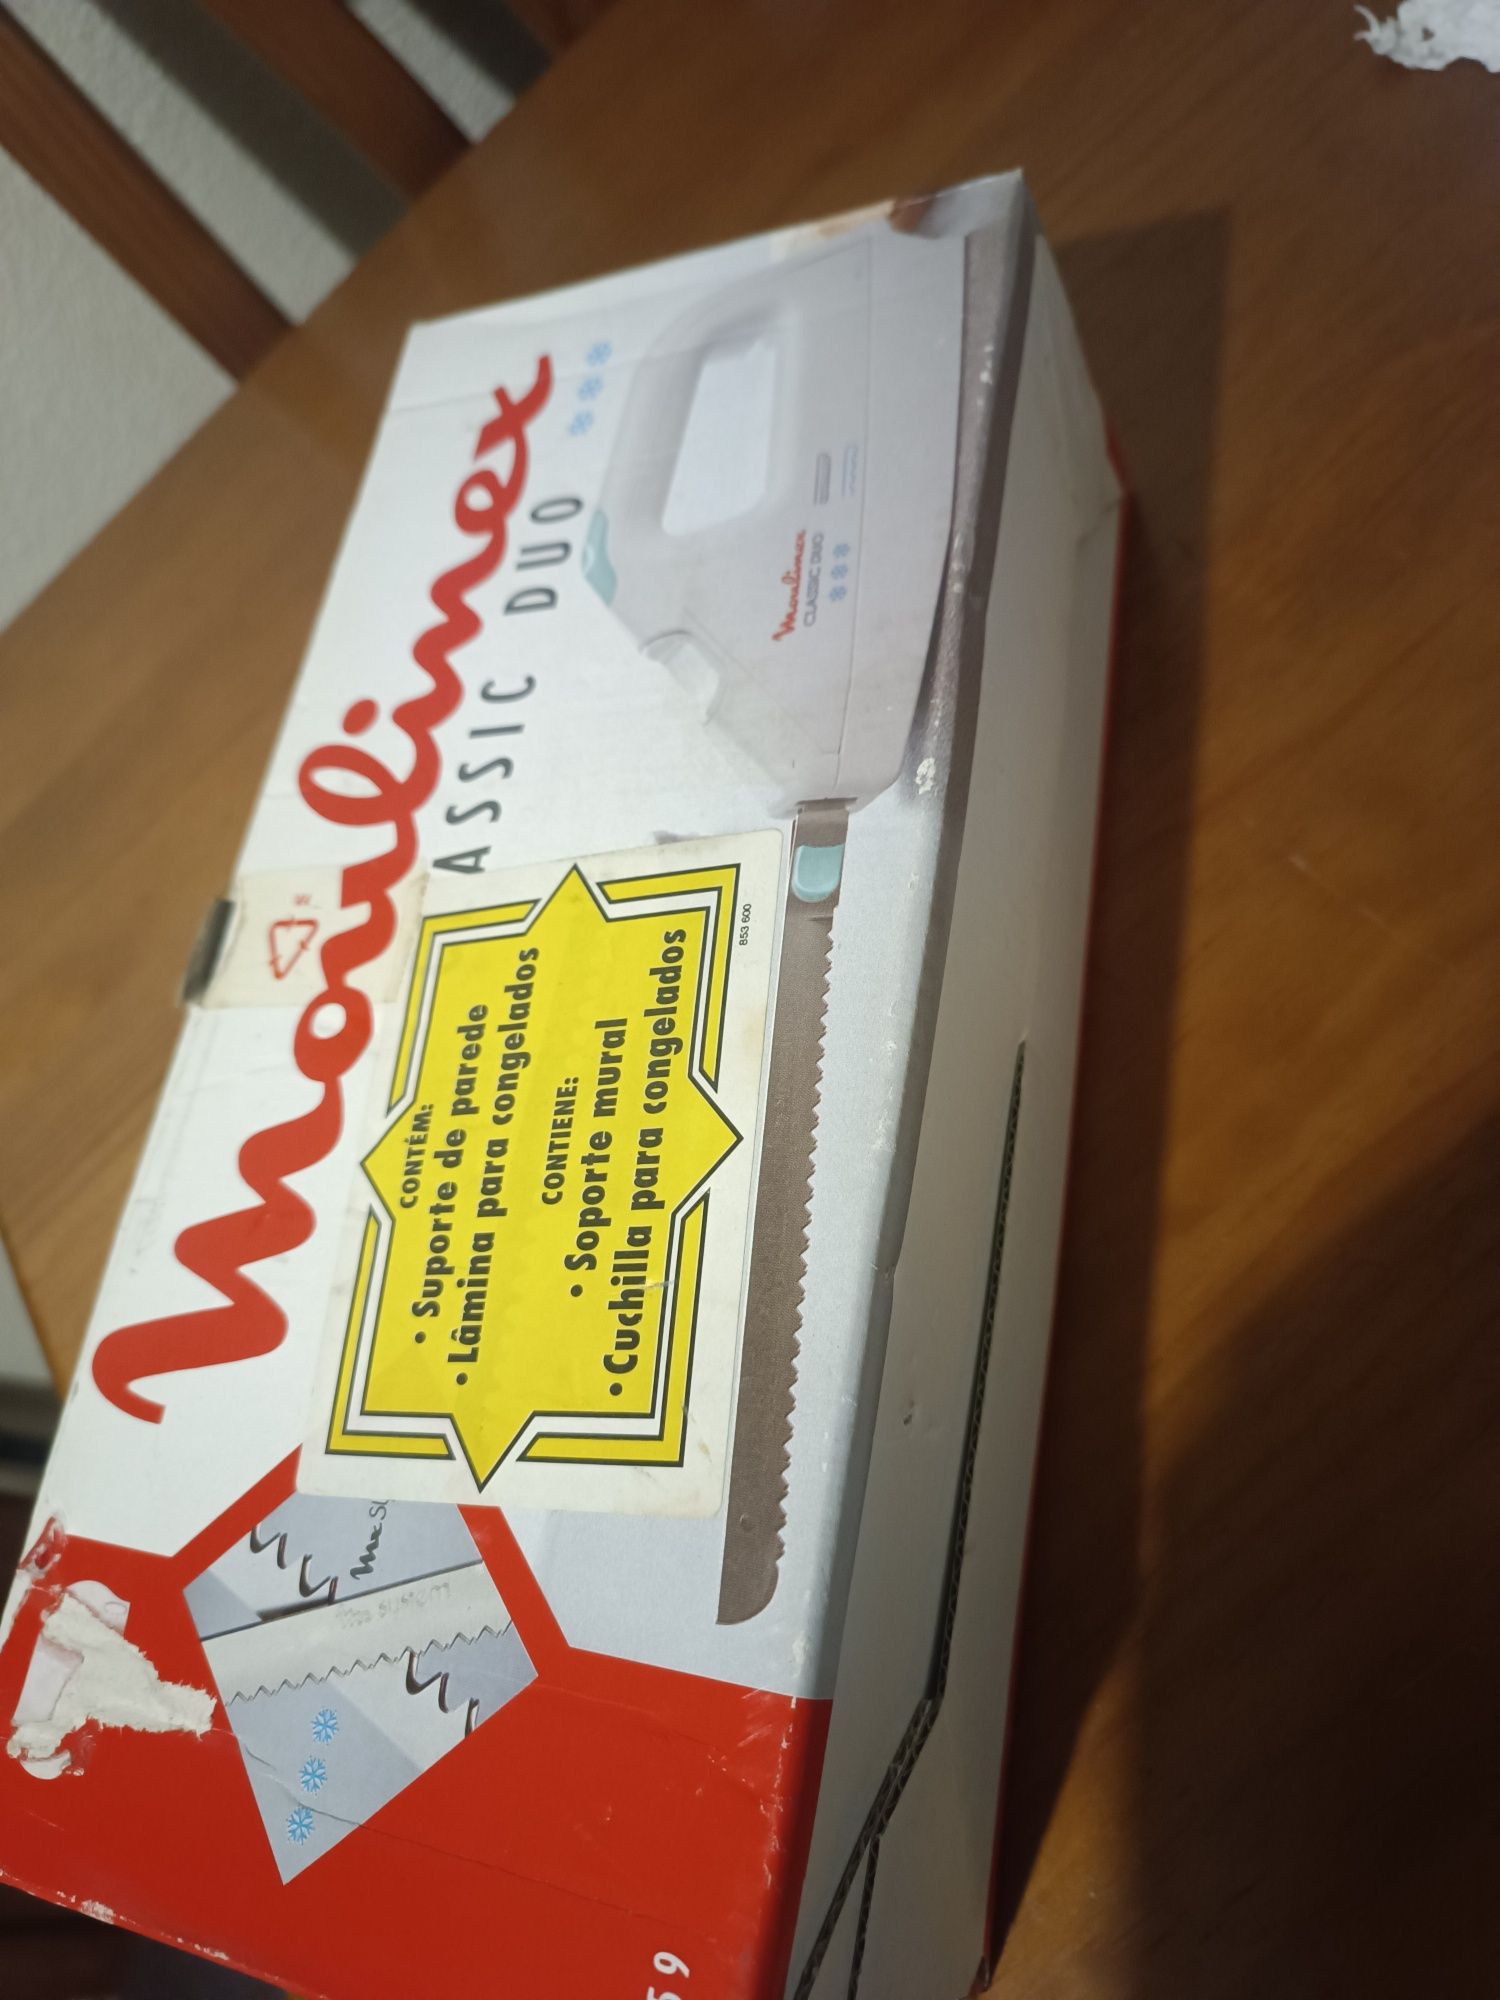 Moulinex
ASSIC DUO
Moulinex
CLASSIC DUO
CONTÉM:
• Suporte de parede
• Lâmina para congelados
CONTIENE:
• Soporte mural
• Cuchilla para congelados
853 600
59